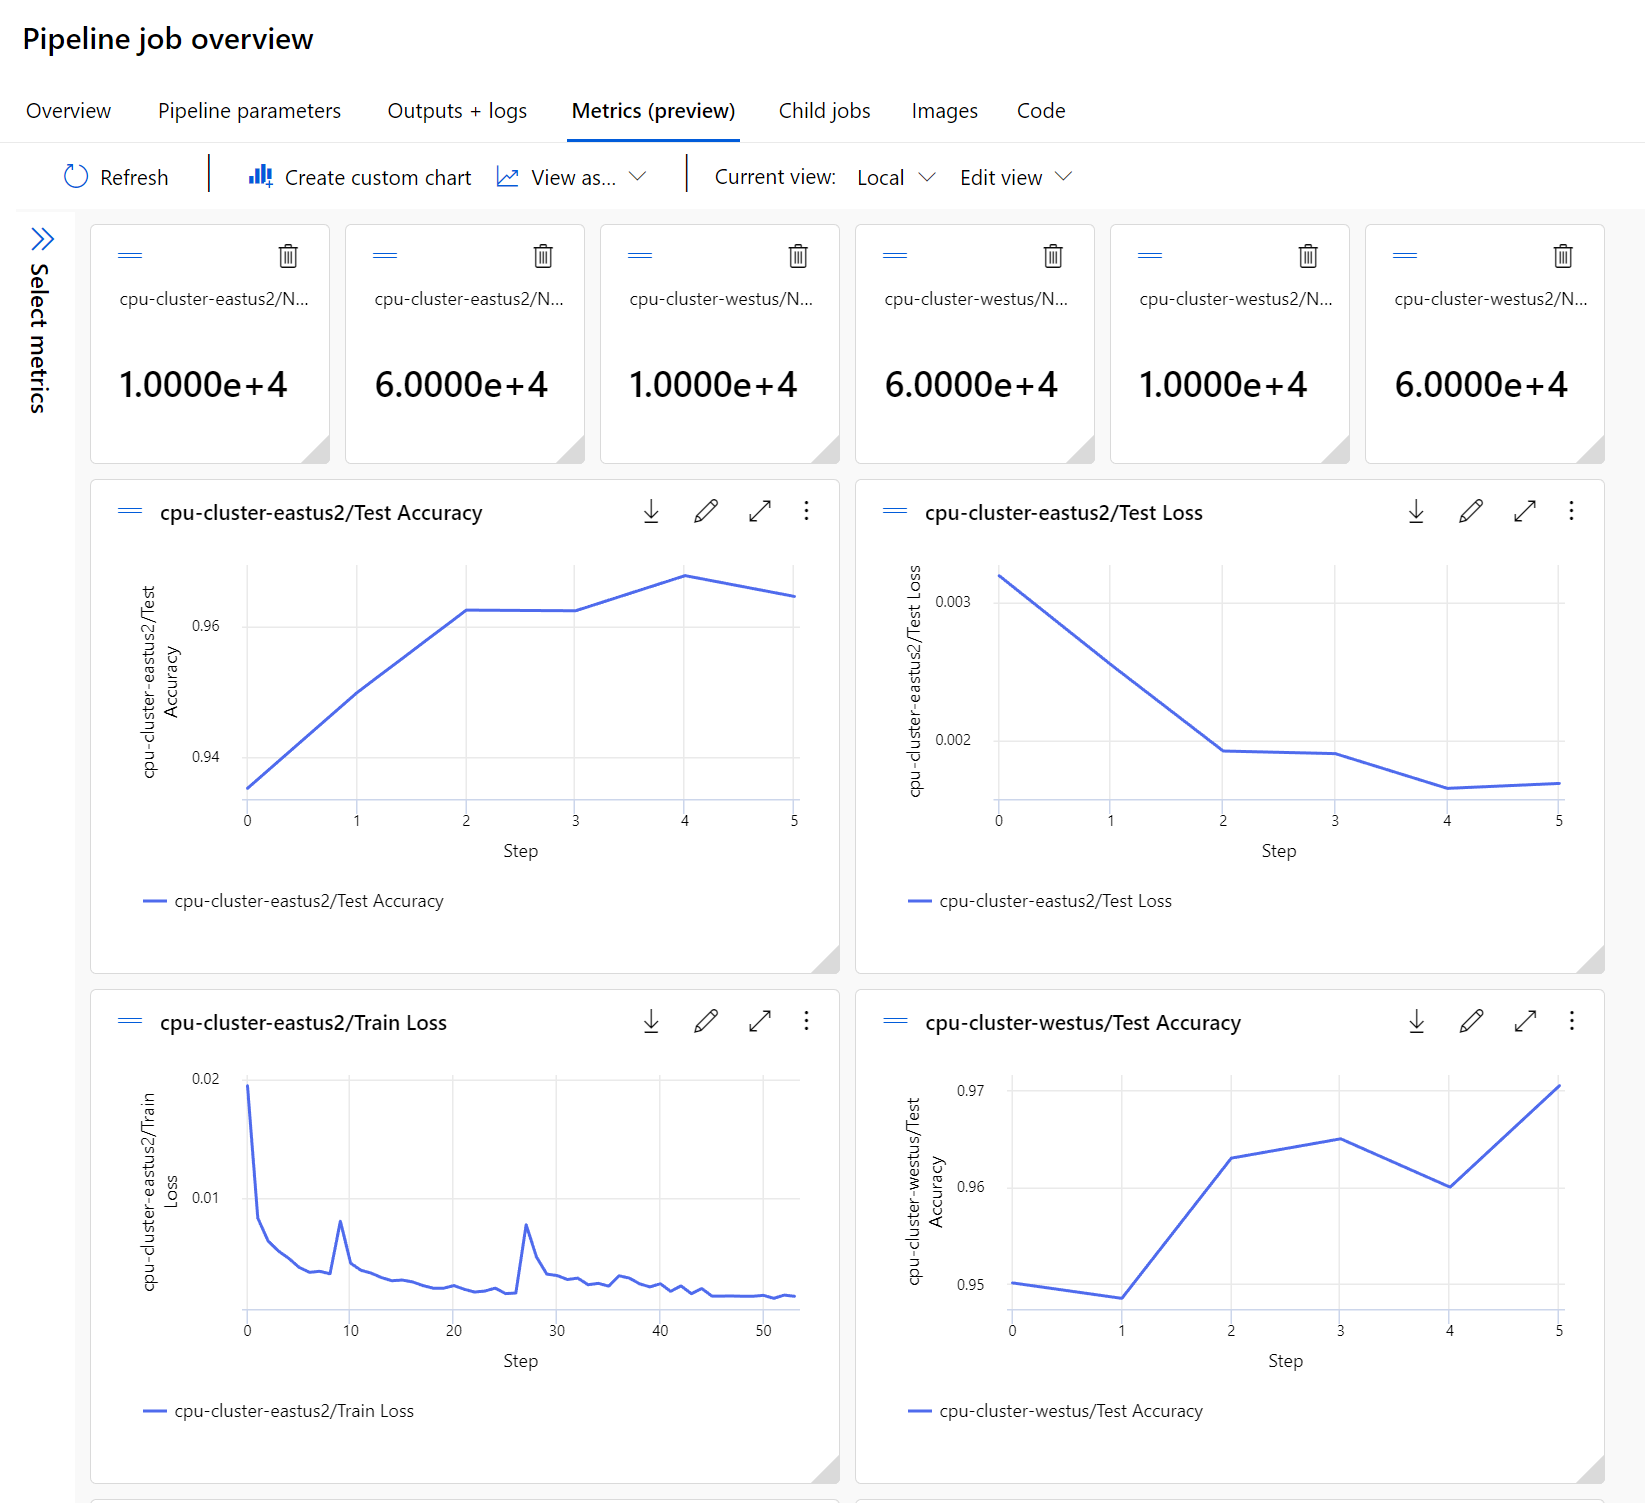 Pipeline job overview
Overview Pipeline parameters Outputs + logs Metrics (preview) Child jobs Images Code
Refresh Create custom chart View as... Current view: Local Edit view
Select metrics
cpu-cluster-eastus2/N... cpu-cluster-eastus2/N... cpu-cluster-westus/N... cpu-cluster-westus/N... cpu-cluster-westus2/N... cpu-cluster-westus2/N...
1.0000e+4 6.0000e+4 1.0000e+4 6.0000e+4 1.0000e+4 6.0000e+4
cpu-cluster-eastus2/Test Accuracy
cpu-cluster-eastus2/Test
Accuracy
0.96
0.94
0 1 2 3 4 5
Step
cpu-cluster-eastus2/Test Accuracy
cpu-cluster-eastus2/Test Loss
cpu-cluster-eastus2/Test Loss
0.003
0.002
0 1 2 3 4 5
Step
cpu-cluster-eastus2/Test Loss
cpu-cluster-eastus2/Train Loss
cpu-cluster-eastus2/Train
Loss
0.02
0.01
0 10 20 30 40 50
Step
cpu-cluster-eastus2/Train Loss
cpu-cluster-westus/Test Accuracy
cpu-cluster-westus/Test
Accuracy
0.97
0.96
0.95
0 1 2 3 4 5
Step
cpu-cluster-westus/Test Accuracy